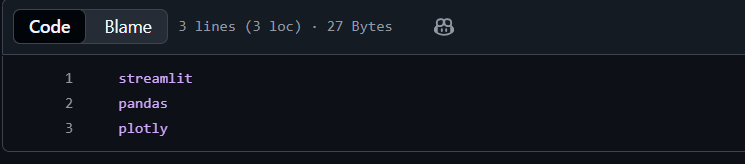 Code Blame 3 lines (3 loc) · 27 Bytes
1 streamlit
2 pandas
3 plotly